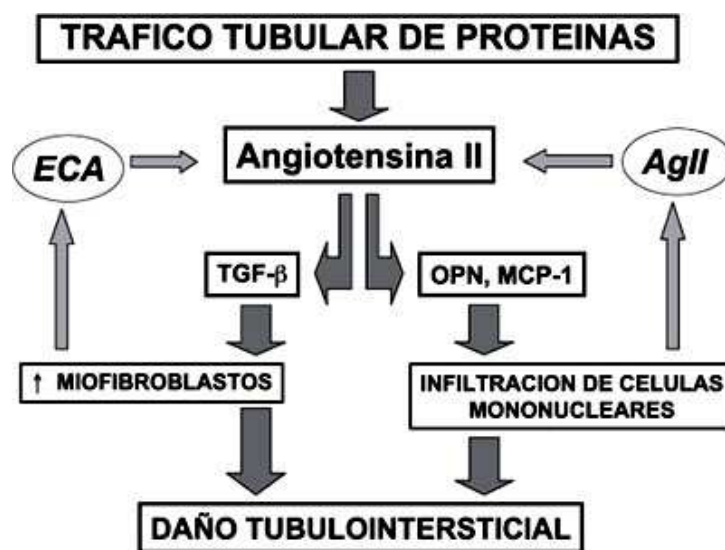 TRAFICO TUBULAR DE PROTEINAS
Angiotensina II
ECA
AgII
TGF-β
OPN, MCP-1
↑ MIOFIBROBLASTOS
INFILTRACION DE CELULAS
MONONUCLEARES
DAÑO TUBULOINTERSTICIAL